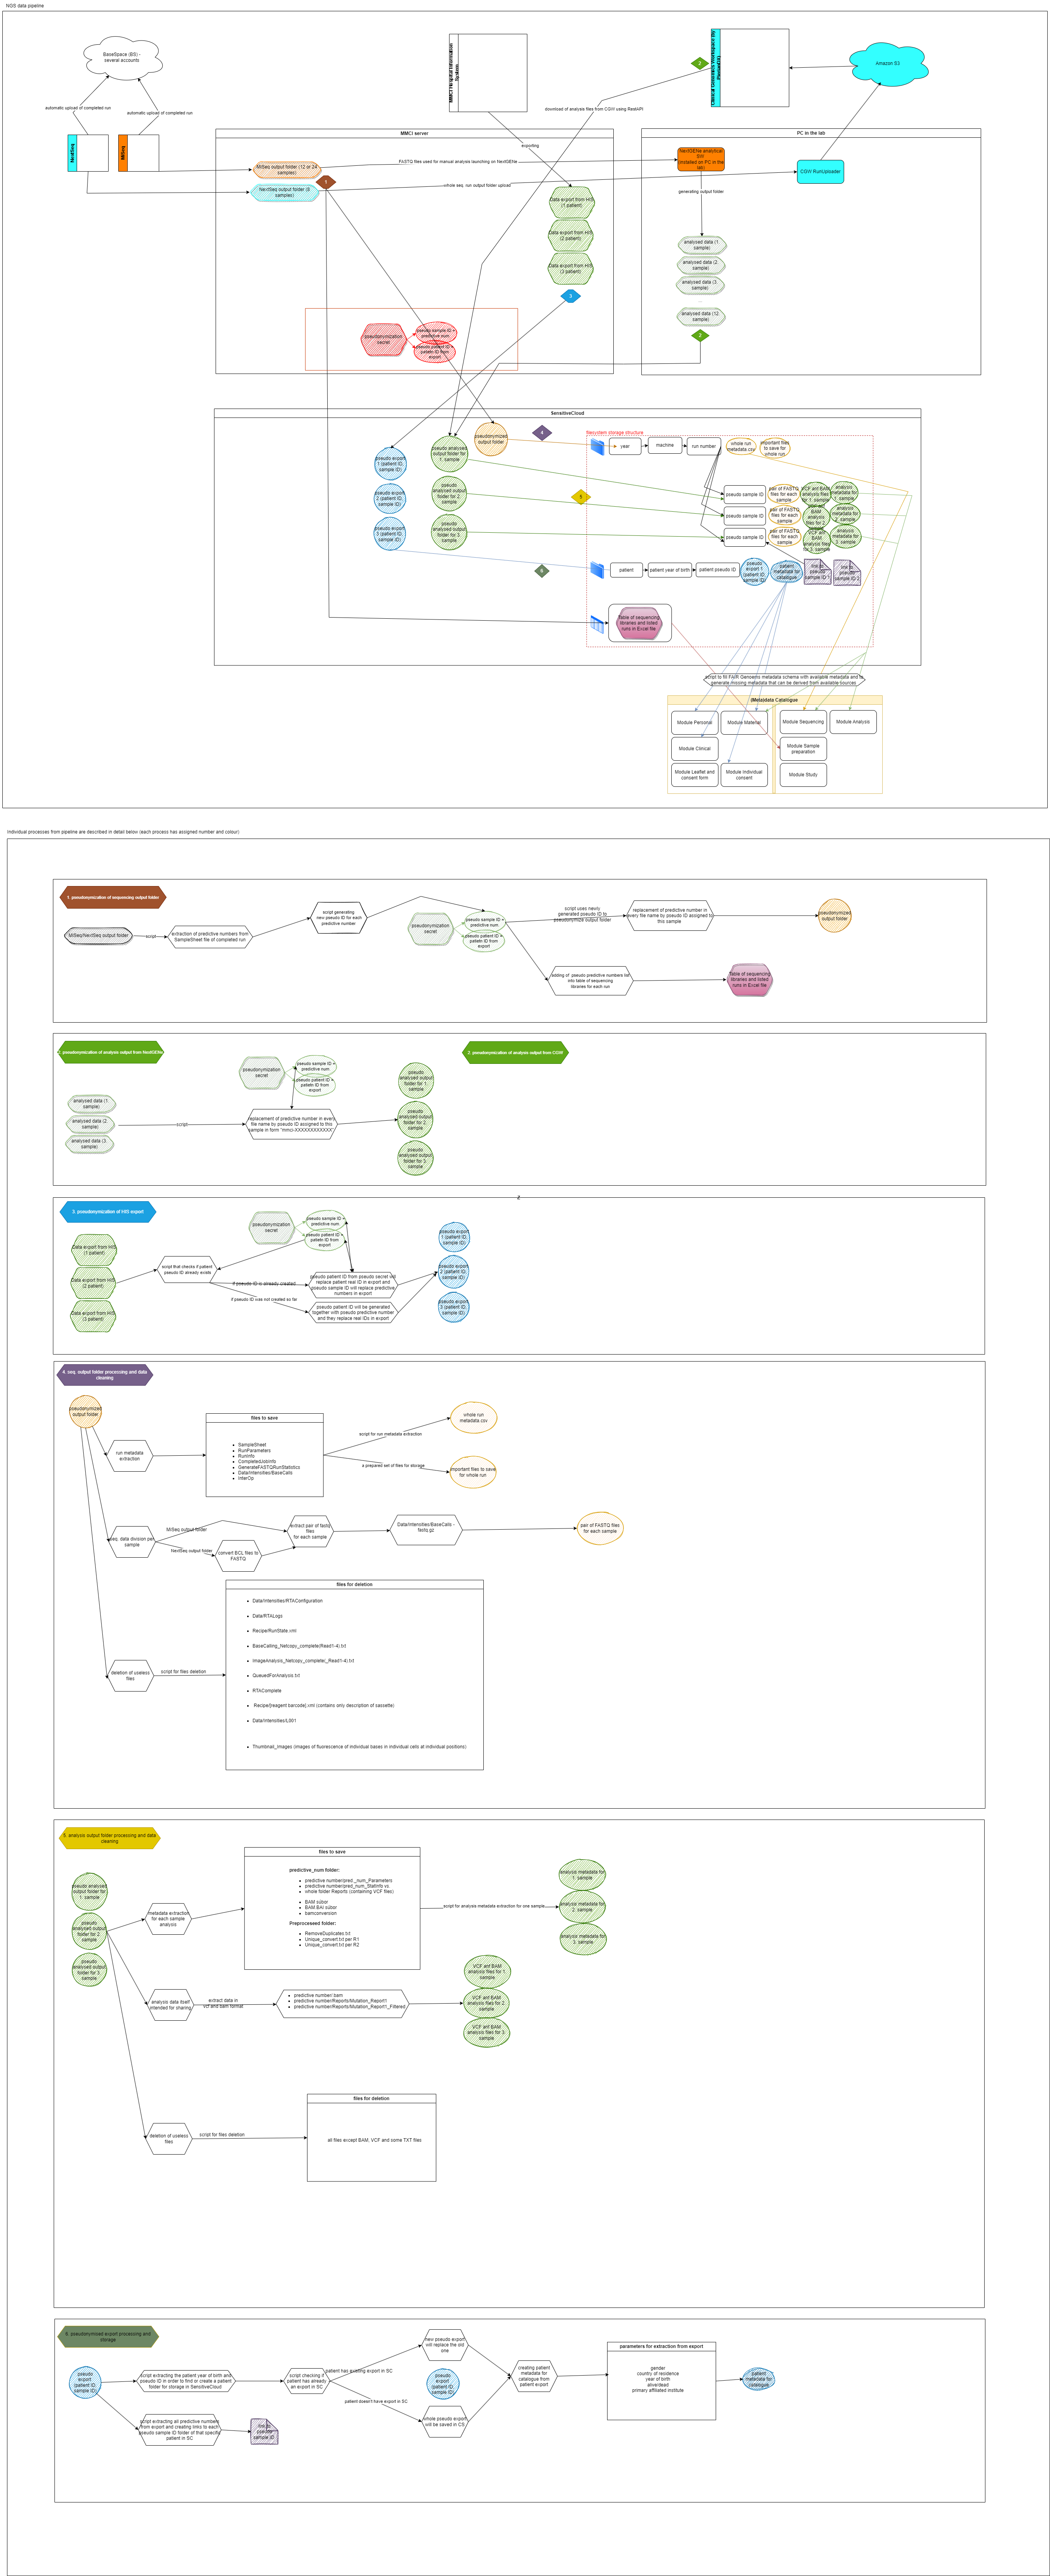 NGS data pipeline
BaseSpace (BS) -
several accounts
automatic upload of completed run
automatic upload of completed run
NextSeq
MiSeq
MMCI Hospital Information
System
exporting
Amazon S3
download of analysis files from CGW using RestAPI
2
MMCI server
MiSeq output folder (12 or 24
samples)
NextSeq output folder (8
samples)
1
FASTQ files used for manual analysis launching on NextGENe
whole seq. run output folder upload
Data export from HIS
(1 patient)
Data export from HIS
(2 patient)
Data export from HIS
(3 patient)
3
pseudonymization
secret
pseudo sample ID =
predictive num.
pseudo patient ID =
patietn ID from
export
PC in the lab
NextGENe analytical
SW
(installed on PC in the
lab)
CGW RunUploader
generating output folder
analysed data (1.
sample)
analysed data (2.
sample)
analysed data (3.
sample)
...
analysed data (12.
sample)
2
SensitiveCloud
pseudo export
1 (patient ID,
sample ID)
pseudo export
2 (patient ID,
sample ID)
pseudo export
3 (patient ID,
sample ID)
pseudo analysed
output folder for
1. sample
pseudo
analysed output
folder for 2.
sample
pseudo
analysed output
folder for 3.
sample
pseudonymized
output folder
4
5
6
filesystem storage structure
year
machine
run number
whole run
metadata.csv
important files to
save for
whole run
pseudo sample ID
pair of FASTQ
files for each
sample
VCF anf BAM
analysis files
for 1. sample
analysis
metadata for
1. sample
pseudo sample ID
pair of FASTQ
files for each
sample
VCF anf
BAM
analysis
files for 2.
sample
analysis
metadata for
2. sample
pseudo sample ID
pair of FASTQ
files for each
sample
VCF anf
BAM
analysis files
for 3. sample
analysis
metadata for
3. sample
patient
patient year of birth
patient pseudo ID
pseudo
export 1
(patient ID,
sample ID)
patient
metadata for
catalogue
link to
pseudo
sample ID 1
link to
pseudo
sample ID 2
Table of sequencing
libraries and listed
runs in Excel file
script to fill FAIR Genoems metadata schema with available metadata and to
generate missing metadata that can be derived from available sources
(Meta)data Catalogue
Module Personal
Module Material
Module Sequencing
Module Analysis
Module Clinical
Module Sample
preparation
Module Leaflet and
consent form
Module Individual
consent
Module Study
Individual processes from pipeline are described in detail below (each process has assigned number and colour)
1. pseudonymization of sequencing output folder
MiSeq/NextSeq output folder
script
extraction of predictive numbers from
SampleSheet file of completed run
script generating
new pseudo ID for each
predictive number
pseudonymization
secret
pseudo sample ID =
predictive num.
pseudo patient ID =
patietn ID from
export
script uses newly
generated pseudo ID to
pseudonymize output folder
replacement of predictive number in
every file name by pseudo ID assigned to
this sample
pseudonymized
output folder
adding of pseudo predictive numbers list
into table of sequencing
libraries for each run
Table of sequencing
libraries and listed
runs in Excel file
pseudonymization of analysis output from NextGENe
2. pseudonymization of analysis output from CGW
analysed data (1.
sample)
analysed data (2.
sample)
analysed data (3.
sample)
script
pseudonymization
secret
pseudo sample ID =
predictive num.
pseudo patient ID =
patietn ID from
export
replacement of predictive number in every
file name by pseudo ID assigned to this
pseudo
analysed output
folder for 1.
sample
pseudo
analysed output
folder for 2.
sample
pseudo
analysed output
folder for 3.
sample
2
3. pseudonymization of HIS export
Data export from HIS
(1 patient)
Data export from HIS
(2 patient)
Data export from HIS
(3 patient)
script that checks if patient
pseudo ID already exists
pseudonymization
secret
pseudo sample ID =
predictive num.
pseudo patient ID =
patietn ID from
export
if pseudo ID is already created
if pseudo ID was not created so far
pseudo patient ID from pseudo secret will
replace patient real ID in export and
pseudo sample ID will replace predictive
numbers in export
pseudo patient ID will be generated
together with pseudo predictive number
and they replace real IDs in export
pseudo export
1 (patient ID,
sample ID)
pseudo export
2 (patient ID,
sample ID)
pseudo export
3 (patient ID,
sample ID)
4. seq. output folder processing and data
cleaning
pseudonymized
output folder
run metadata
extraction
files to save
SampleSheet
RunParameters
RunInfo
CompletedJobInfo
GenerateFASTQRunStatistics
Data/Intensities/BaseCalls
InterOp
script for run metadata extraction
a prepared set of files for storage
whole run
metadata.csv
important files to save
for whole run
seq. data division per
sample
MiSeq output folder
NextSeq output folder
convert BCL files to
FASTQ
extract pair of fastq
files
for each sample
Data/Intensities/BaseCalls -
fastq.gz
pair of FASTQ files
for each sample
deletion of useless
files
script for files deletion
files for deletion
Data/Intensities/RTAConfiguration
Data/RTALogs
RecipeRunState.xml
BaseCalling_Netcopy_complete(Read1-4).txt
ImageAnalysis_Netcopy_complete(_Read1-4).txt
QueuedForAnalysis.txt
RTAComplete
Recipe/[reagent barcode].xml (contains only description of sassette)
Data/Intensities/L001
Thumbnail_Images (images of fluorescence of individual bases in individual cells at individual positions)
5. analysis output folder processing and data
cleaning
pseudo analysed
output folder for
1. sample
pseudo
analysed output
folder for 2.
sample
pseudo
analysed output
folder for 3.
sample
metadata extraction
for each sample
analysis
files to save
predictive_num folder:
predictive number/pred._num_Parameters
predictive number/pred_num_StatInfo vs.
whole folder Reports (containing VCF files)
BAM súbor
BAM.BAI súbor
bamconversion
Preprocessed folder:
RemoveDuplicates txt
Unique_convert txt per R1
Unique_convert txt per R2
script for analysis metadata extraction for one sample
analysis metadata for
1. sample
analysis metadata for
2. sample
analysis metadata for
3. sample
analysis data itself
intended for sharing
extract data in
vcf and bam format
predictive number/.bam
predictive number/Reports/Mutation_Report1
predictive number/Reports/Mutation_Report1_Filtered
VCF anf BAM
analysis files for 1.
sample
VCF anf BAM
analysis files for 2.
sample
VCF anf BAM
analysis files for 3.
sample
deletion of useless
files
script for files deletion
files for deletion
all files except BAM, VCF and some TXT files
6. pseudonymised export processing and
storage
pseudo
export
(patient ID,
sample ID)
script extracting the patient year of birth and
pseudo ID in order to find or create a patient
folder for storage in SensitiveCloud
script checking if
patient has already
an export in SC
patient has existing export in SC
patient doesn't have export in SC
new pseudo export
will replace the old
one
pseudo
export
(patient ID,
sample ID)
whole pseudo export
will be saved in CS
creating patient
metadata for
catalogue from
patient export
parameters for extraction from export
gender
country of residence
year of birth
alive/dead
primary affiliated institute
patient
metadata for
catalogue
script extracting all predictive numbers
from export and creating links to each
pseudo sample ID folder of that specific
patient in SC
link to
pseudo
sample ID